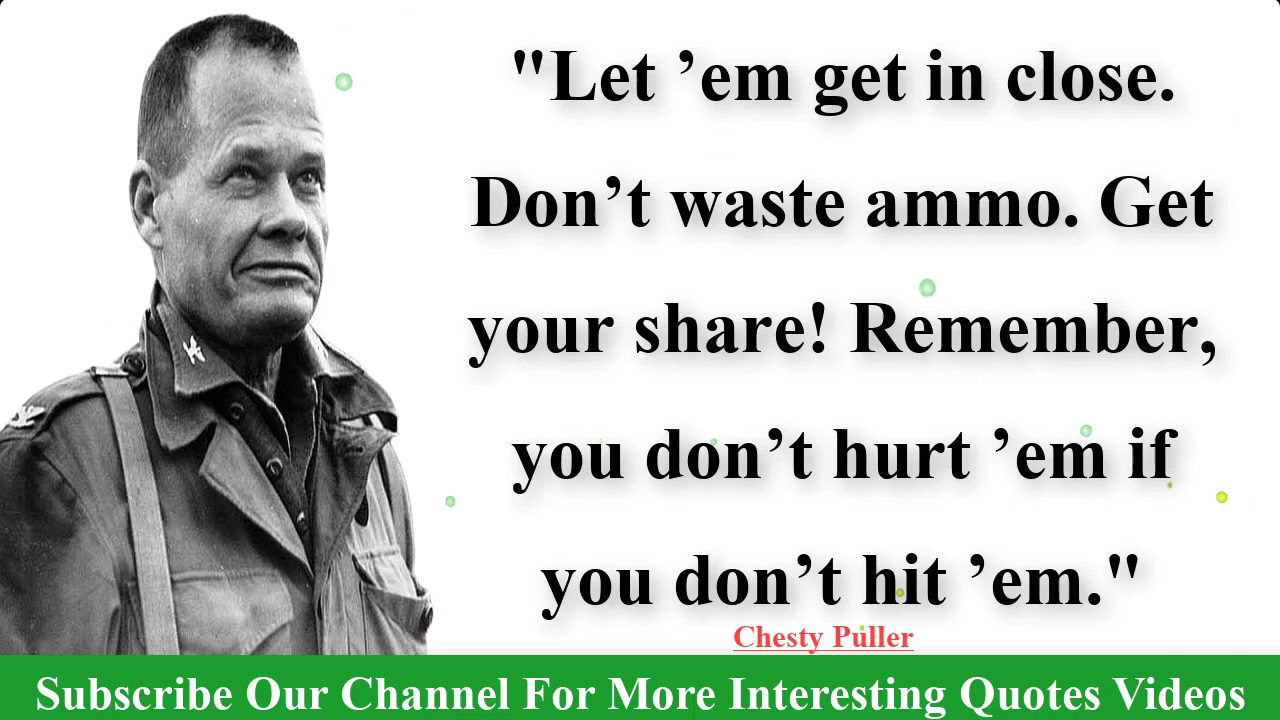 "Let ’em get in close.
Don’t waste ammo. Get
your share! Remember,
you don’t hurt ’em if
you don’t hit ’em."
Chesty Puller
Subscribe Our Channel For More Interesting Quotes Videos